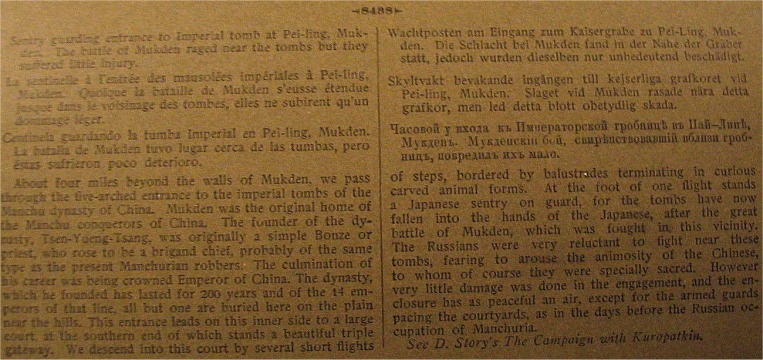 8438
Sentry guarding entrance to Imperial tomb at Pei-ling, Muk-
den. The battle of Mukden raged near the tombs but they
suffered little injury.
La sentinelle à l'entrée des mausolées impériales à Pei-ling,
Mukden. Quoique la bataille de Mukden s'eusse étendue
jusque dans le voisinage des tombes, elles ne subirent qu'un
dommage léger.
Centinela guardando la tumba Imperial en Pei-ling, Mukden.
La batalla de Mukden tuvo lugar cerca de las tumbas, pero
éstas sufrieron poco deterioro.
About four miles beyond the walls of Mukden, we pass
through the five-arched entrance to the imperial tombs of the
Manchu dynasty of China. Mukden was the original home of
the Manchu conquerors of China. The founder of the dy-
nasty, Tsen-Yueng-Tsang, was originally a simple Bonze or
priest, who rose to be a brigand chief, probably of the same
type as the present Manchurian robbers. The culmination of
his career was being crowned Emperor of China. The dynasty,
which he founded has lasted for 200 years and of the 14 em-
perors of that line, all but one are buried here on the plain
near the hills. This entrance leads on this inner side to a large
court, at the southern end of which stands a beautiful triple
gateway. We descend into this court by several short flights
Wachtposten am Eingang zum Kaisergrabe zu Pei-Ling, Muk-
den. Die Schlacht bei Mukden fand in der Nähe der Gräber
statt, jedoch wurden dieselben nur unbedeutend beschädigt.
Skyltvakt bevakande ingången till kejserliga grafkoret vid
Pei-ling, Mukden. Slaget vid Mukden rasade nära detta
grafkor, men led detta blott obetydlig skada.
Часовой у входа къ Императорской гробницѣ въ Пай-Линѣ,
Мукденъ. Мукденскій бой, свирѣпствовавшій вблизи гроб-
ницъ, повредилъ ихъ мало.
of steps, bordered by balustrades terminating in curious
carved animal forms. At the foot of one flight stands
a Japanese sentry on guard, for the tombs have now
fallen into the hands of the Japanese, after the great
battle of Mukden, which was fought in this vicinity.
The Russians were very reluctant to fight near these
tombs, fearing to arouse the animosity of the Chinese,
to whom of course they were specially sacred. However
very little damage was done in the engagement, and the en-
closure has as peaceful an air, except for the armed guards
pacing the courtyards, as in the days before the Russian oc-
cupation of Manchuria.
See D. Story's The Campaign with Kuropatkin.